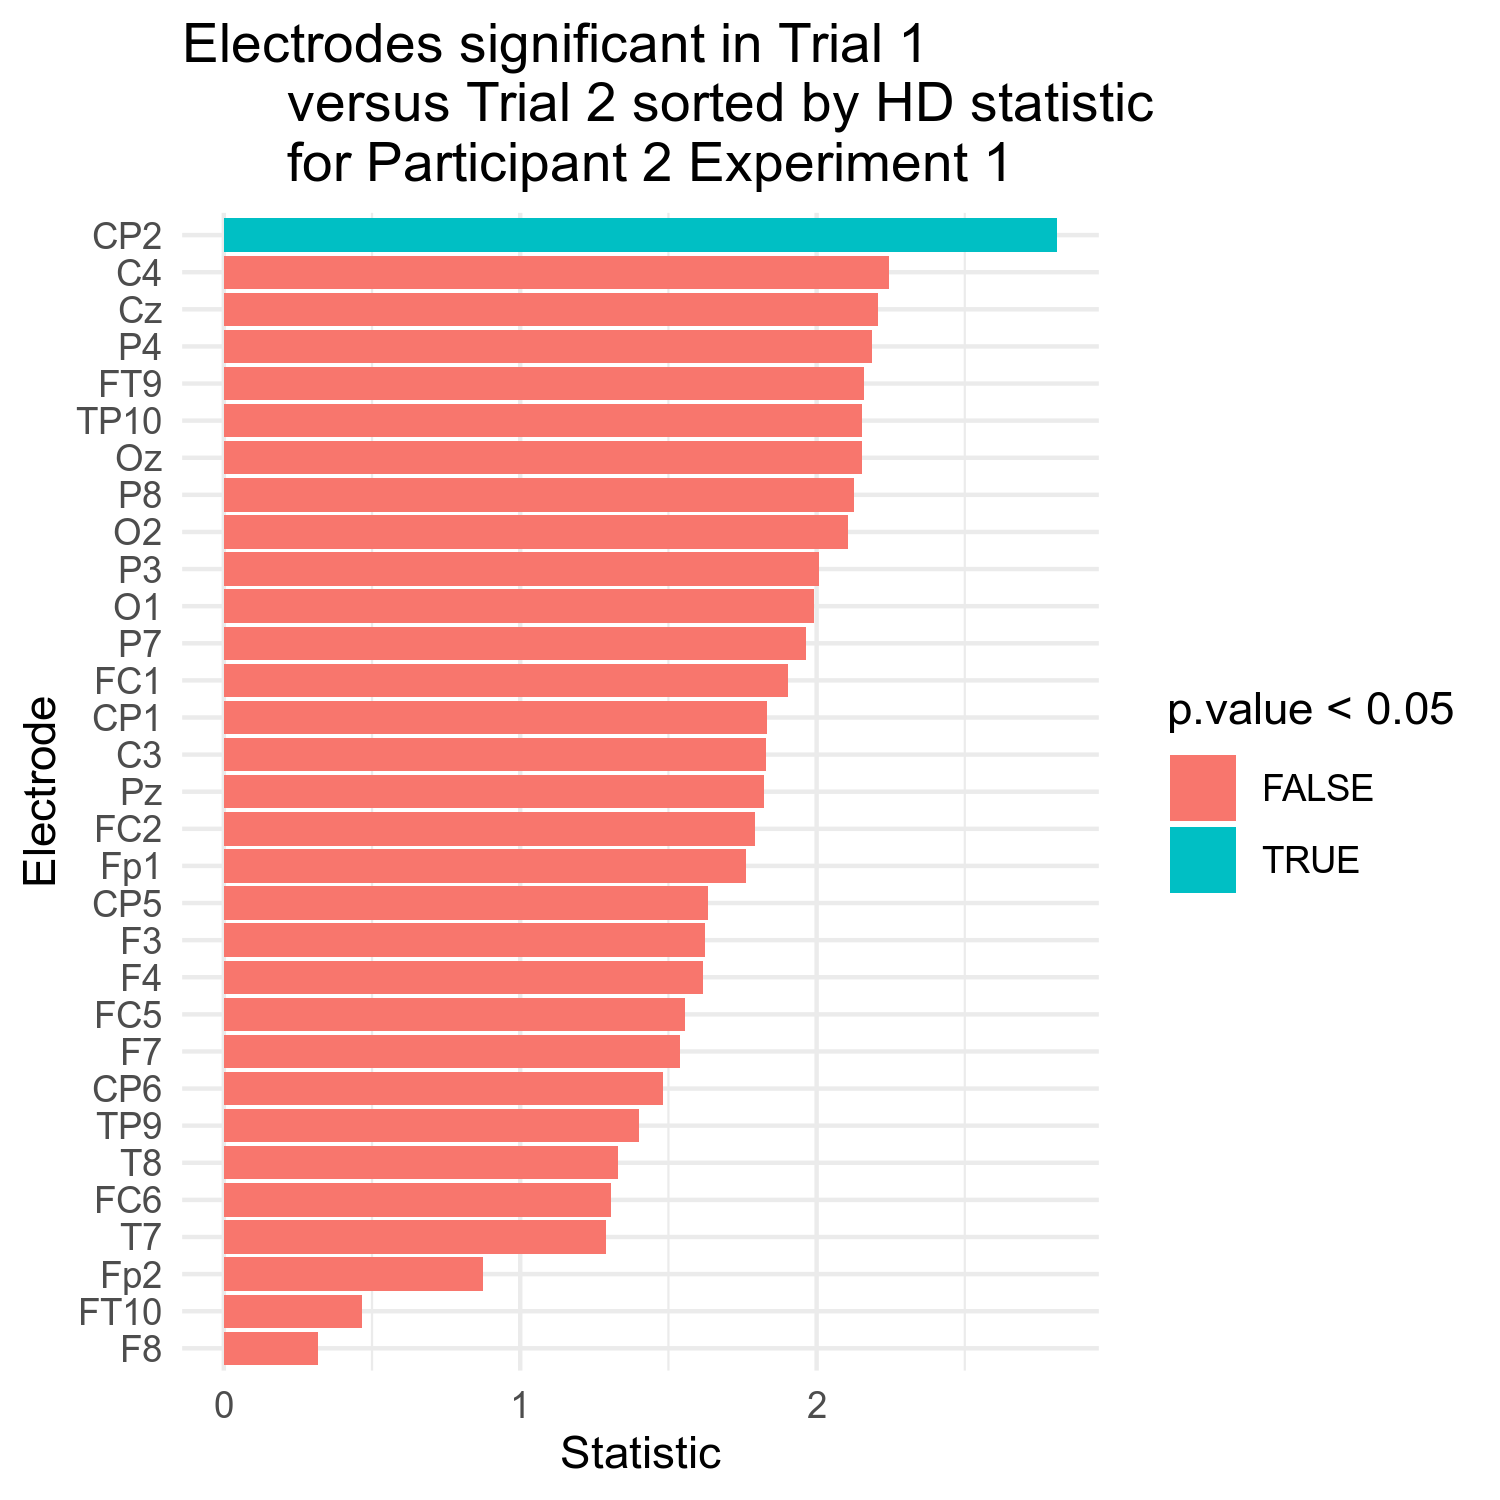 Electrodes significant in Trial 1
versus Trial 2 sorted by HD statistic
for Participant 2 Experiment 1
CP2
C4
Cz
P4
FT9
TP10
Oz
P8
O2
P3
O1
P7
FC1
CP1
C3
Pz
FC2
Fp1
CP5
F3
F4
FC5
F7
CP6
TP9
T8
FC6
T7
Fp2
FT10
F8
Electrode
0 1 2
Statistic
p.value < 0.05
FALSE
TRUE